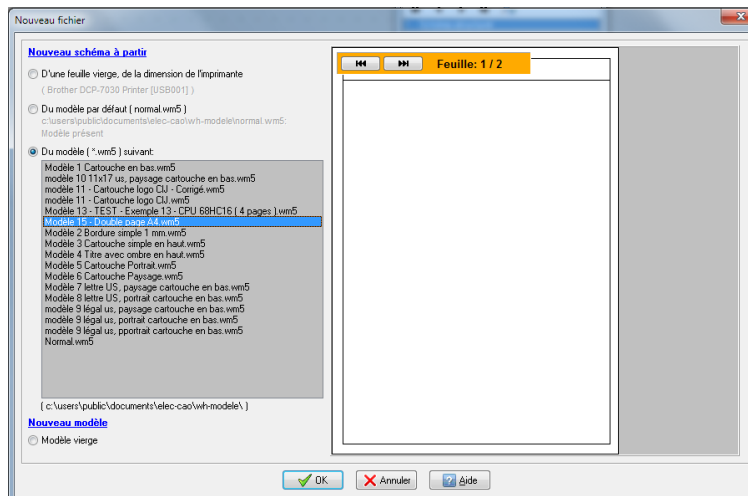 Nouveau fichier
Nouveau schéma à partir
D'une feuille vierge, de la dimension de l'imprimante
( Brother DCP-7030 Printer [USB001] )
Du modèle par défaut ( normal.wm5 )
c:\users\public\documents\elec-cao\wh-modele\normal.wm5:
Modèle présent
Du modèle ( *.wm5 ) suivant:
Modèle 1 Cartouche en bas.wm5
modèle 10 11x17 us, paysage cartouche en bas.wm5
modèle 11 - Cartouche logo CIJ - Corrigé.wm5
modèle 11 - Cartouche logo CIJ.wm5
Modèle 13 - TEST - Exemple 13 - CPU 68HC16 ( 4 pages ).wm5
Modèle 15 - Double page A4.wm5
Modèle 2 Bordure simple 1 mm.wm5
Modèle 3 Cartouche simple en haut.wm5
Modèle 4 Titre avec ombre en haut.wm5
Modèle 5 Cartouche Portrait.wm5
Modèle 6 Cartouche Paysage.wm5
Modèle 7 lettre US, paysage cartouche en bas.wm5
Modèle 8 lettre US, portrait cartouche en bas.wm5
modèle 9 légal us, paysage cartouche en bas.wm5
modèle 9 légal us, portrait cartouche en bas.wm5
modèle 9 légal us, pportrait cartouche en bas.wm5
Normal.wm5
( c:\users\public\documents\elec-cao\wh-modele\ )
Nouveau modèle
Modèle vierge
Feuille: 1 / 2
OK
Annuler
Aide